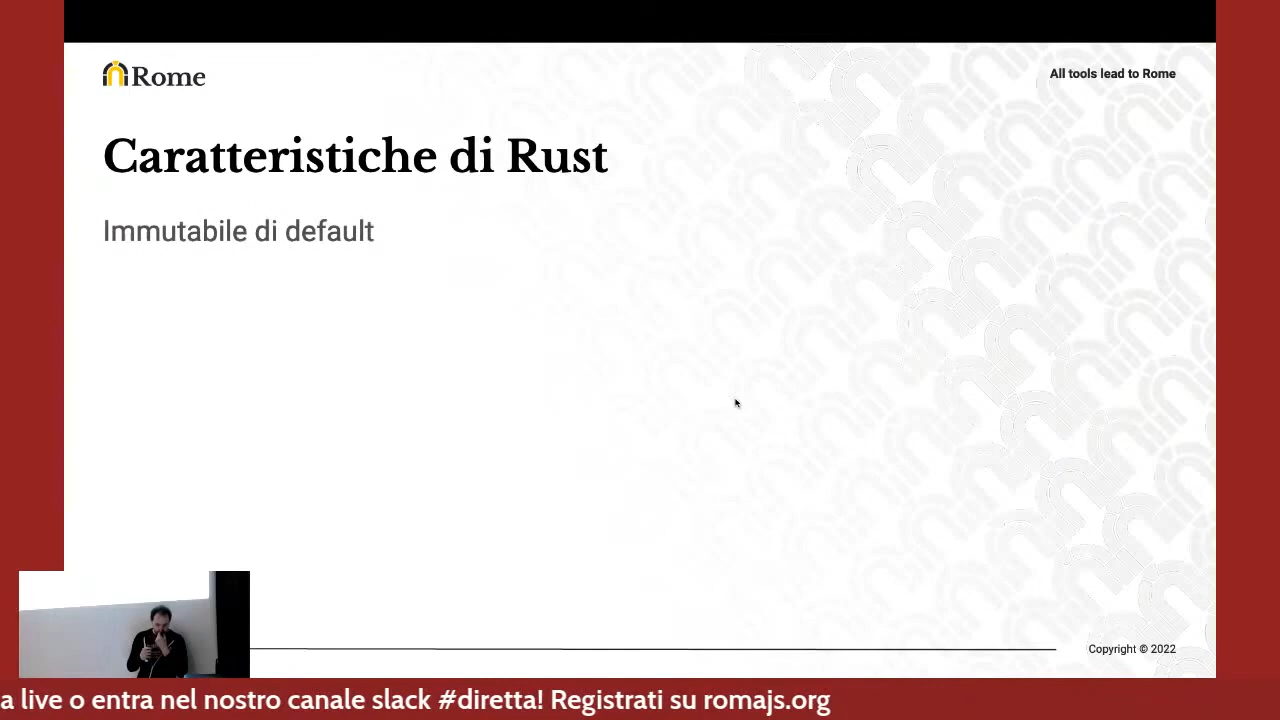 Rome
All tools lead to Rome
Caratteristiche di Rust
Immutabile di default
Copyright © 2022
a live o entra nel nostro canale slack #diretta! Registrati su romajs.org